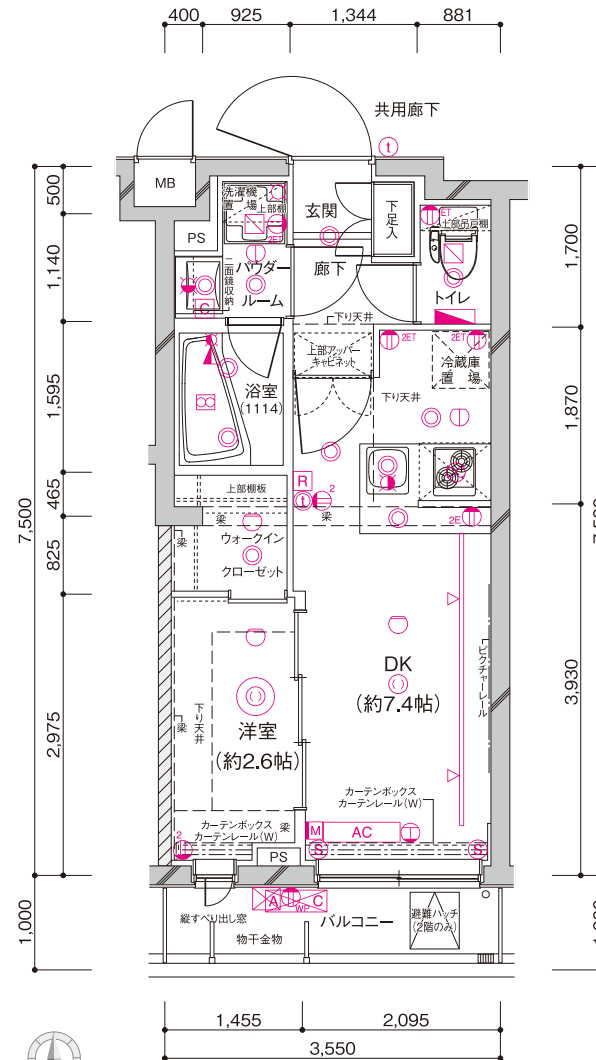 400 925 1,344 881
共用廊下
t
MB
500
洗濯機
置場
上部棚
2ET
玄関
下足入
ET
上部吊戸棚
1,700
PS
1,140
二面鏡収納
パウダー
ルーム
廊下
トイレ
C
下り天井
2ET
2ET
上部アッパー
キャビネット
冷蔵庫
置場
1,595
浴室
(1114)
下り天井
1,870
7,500
465
上部棚板
R
t
2
梁
梁
2E
825
梁
ウォークイン
クローゼット
ピクチャーレール
DK
(約7.4帖)
3,930
2,975
下り天井
梁
洋室
(約2.6帖)
カーテンボックス
カーテンレール(W)
カーテンボックス
カーテンレール(W)
梁
M
AC
2
S
S
PS
1,000
縦すべり出し窓
A
C
WP
バルコニー
避難ハッチ
(2階のみ)
物干金物
1,455 2,095
3,550